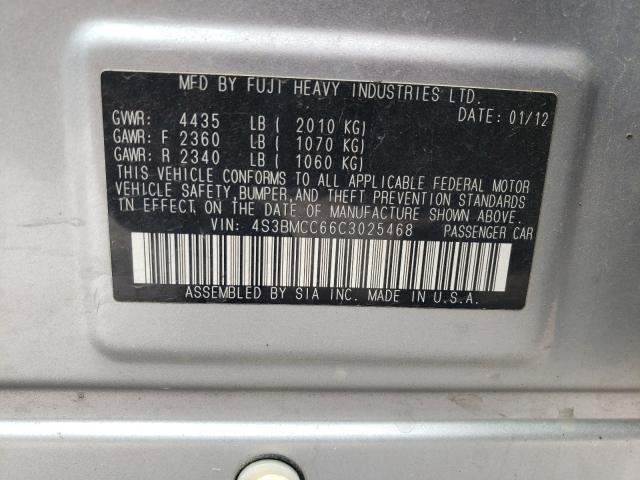 MFD BY FUJI HEAVY INDUSTRIES LTD.
DATE: 01/12
GVWR: 4435 LB ( 2010 KG)
GAWR: F 2360 LB ( 1070 KG)
GAWR: R 2340 LB ( 1060 KG)
THIS VEHICLE CONFORMS TO ALL APPLICABLE FEDERAL MOTOR
VEHICLE SAFETY, BUMPER, AND THEFT PREVENTION STANDARDS
IN EFFECT ON DATE OF MANUFACTURE SHOWN ABOVE.
VIN: 4S3BMCC66C3025468 PASSENGER CAR
ASSEMBLED BY SIA INC. MADE IN U.S.A.